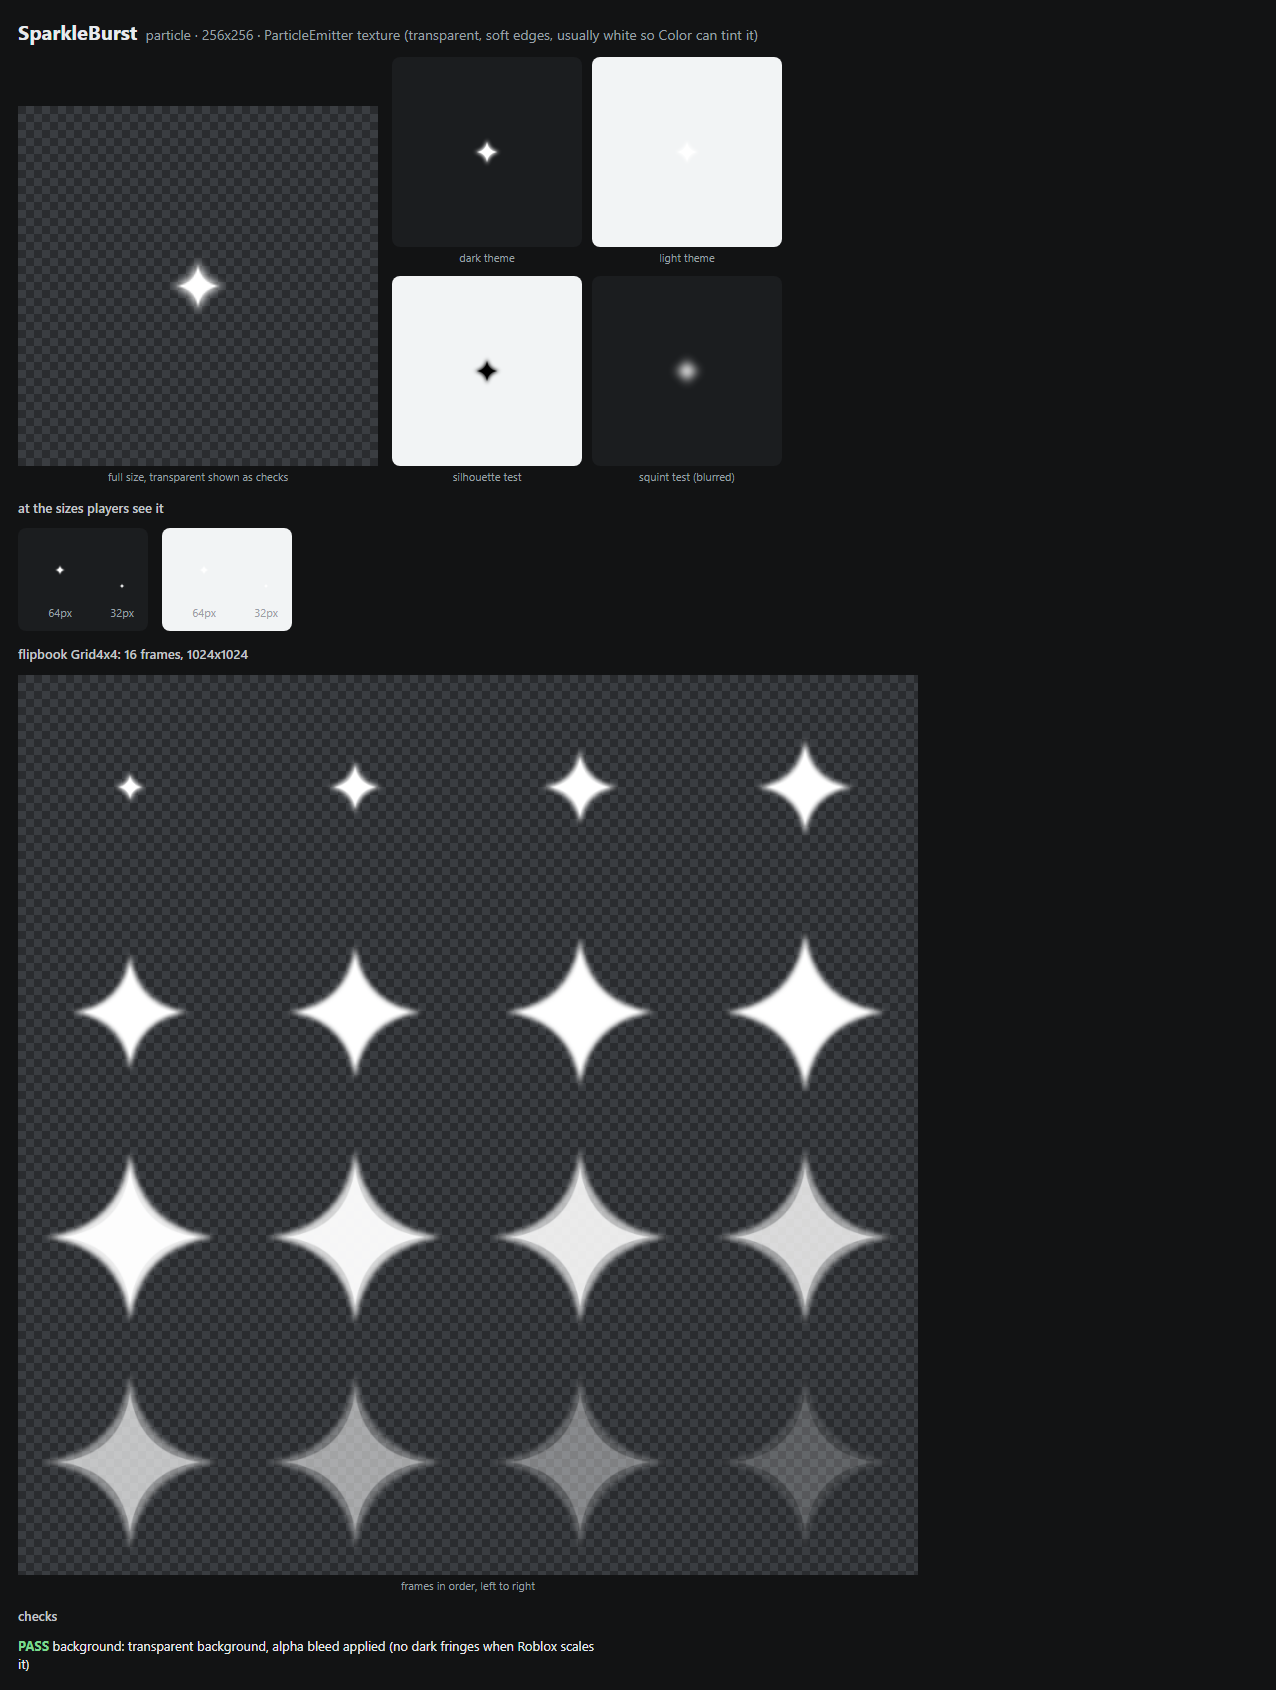 SparkleBurst particle · 256x256 · ParticleEmitter texture (transparent, soft edges, usually white so Color can tint it)
dark theme
light theme
full size, transparent shown as checks
silhouette test
squint test (blurred)
at the sizes players see it
64px
32px
64px
32px
flipbook Grid4x4: 16 frames, 1024x1024
frames in order, left to right
checks
PASS background: transparent background, alpha bleed applied (no dark fringes when Roblox scales
it)